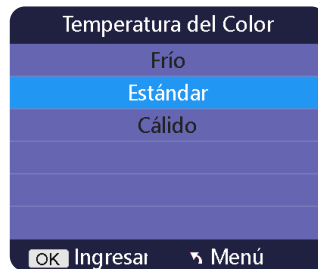 Temperatura del Color
Frío
Estándar
Cálido
OK Ingresar Menú